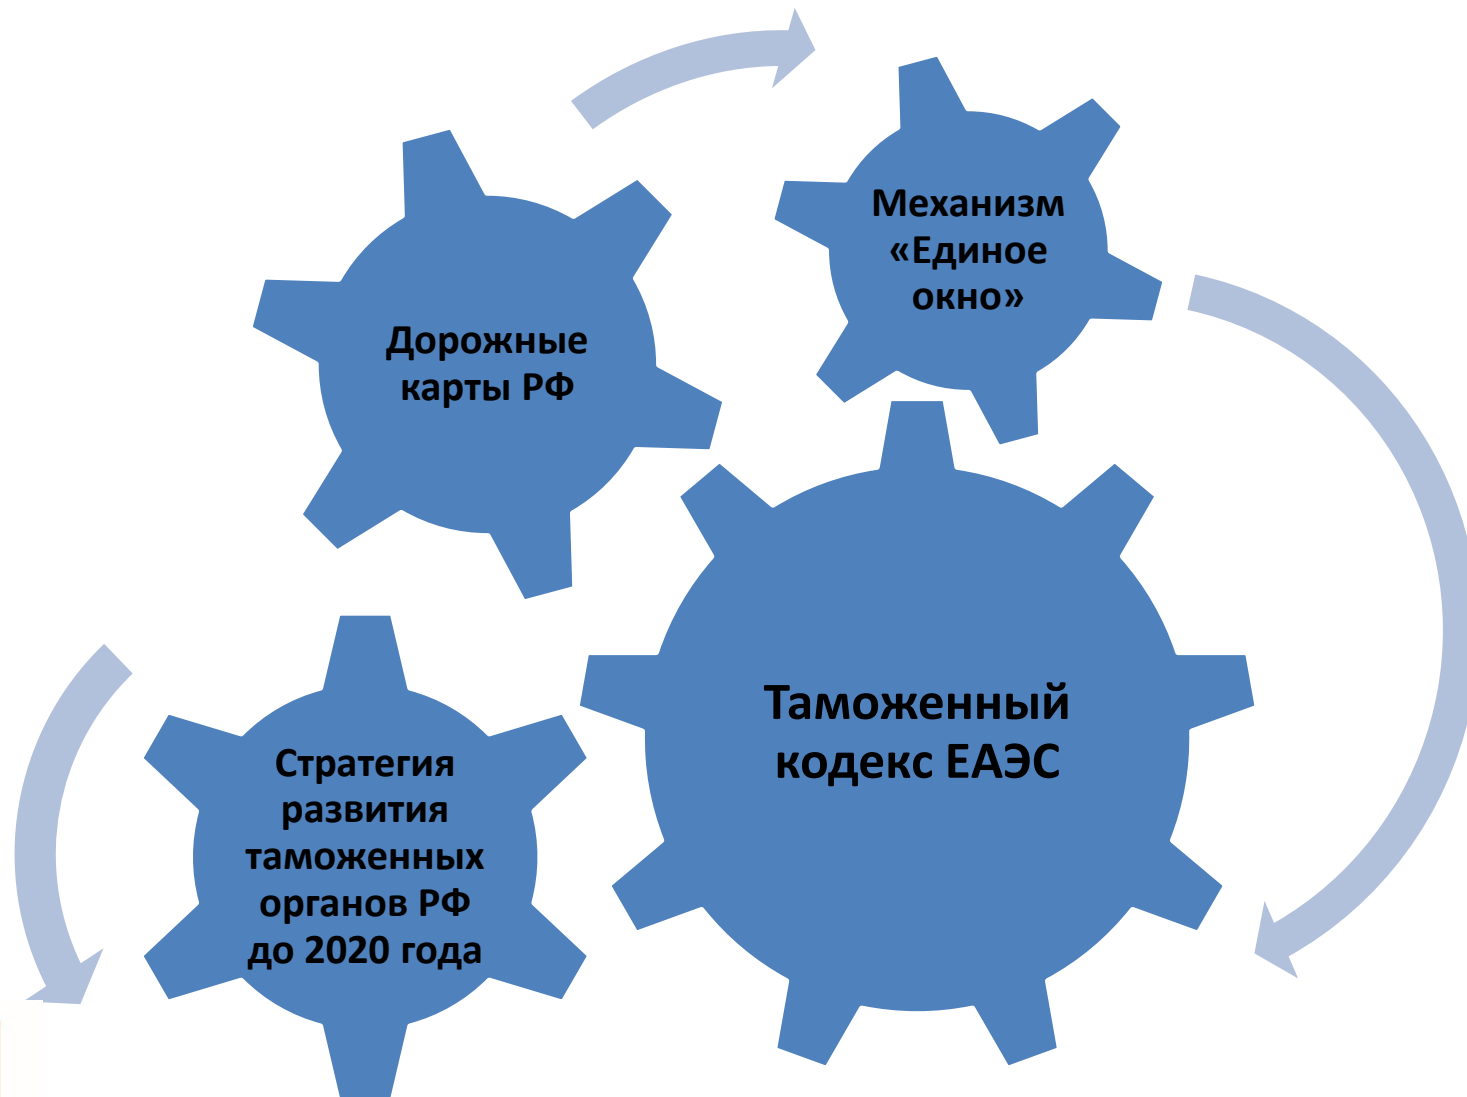 Механизм
«Единое
окно»
Дорожные
карты РФ
Таможенный
кодекс ЕАЭС
Стратегия
развития
таможенных
органов РФ
до 2020 года